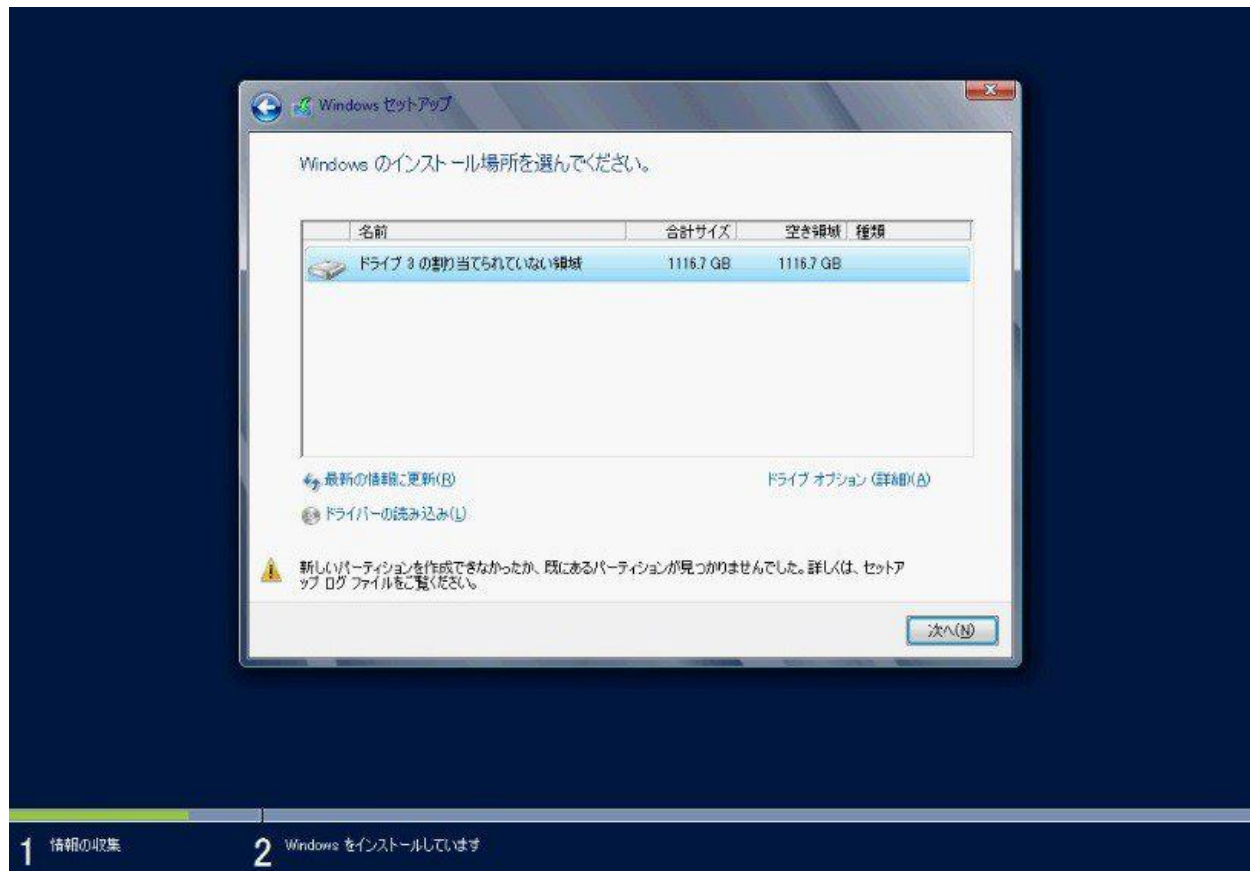 Windows セットアップ
Windows のインストール場所を選んでください。
名前 合計サイズ 空き領域 種類
ドライブ 3 の割り当てられていない領域 1116.7 GB 1116.7 GB
最新の情報に更新(R) ドライブ オプション (詳細)(A)
ドライバーの読み込み(L)
新しいパーティションを作成できなかったか、既にあるパーティションが見つかりませんでした。詳しくは、セットア
ップ ログ ファイルをご覧ください。
次へ(N)
1 情報の収集 2 Windows をインストールしています